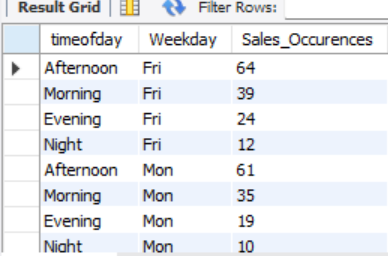 Result Grid Filter Rows:
timeofday Weekday Sales_Occurences
Afternoon Fri 64
Morning Fri 39
Evening Fri 24
Night Fri 12
Afternoon Mon 61
Morning Mon 35
Evening Mon 19
Night Mon 10